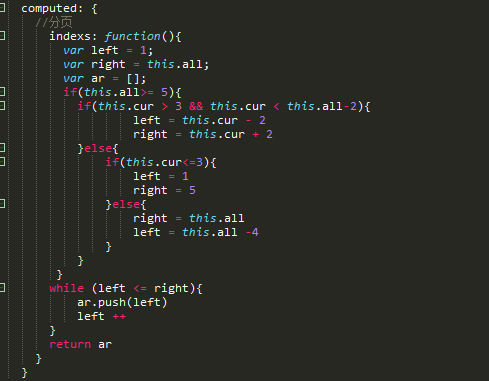 computed: {
//分页
indexs: function(){
var left = 1;
var right = this.all;
var ar = [];
if(this.all>= 5){
if(this.cur > 3 && this.cur < this.all-2){
left = this.cur - 2
right = this.cur + 2
}else{
if(this.cur<=3){
left = 1
right = 5
}else{
right = this.all
left = this.all -4
}
}
}
while (left <= right){
ar.push(left)
left ++
}
return ar
}
}